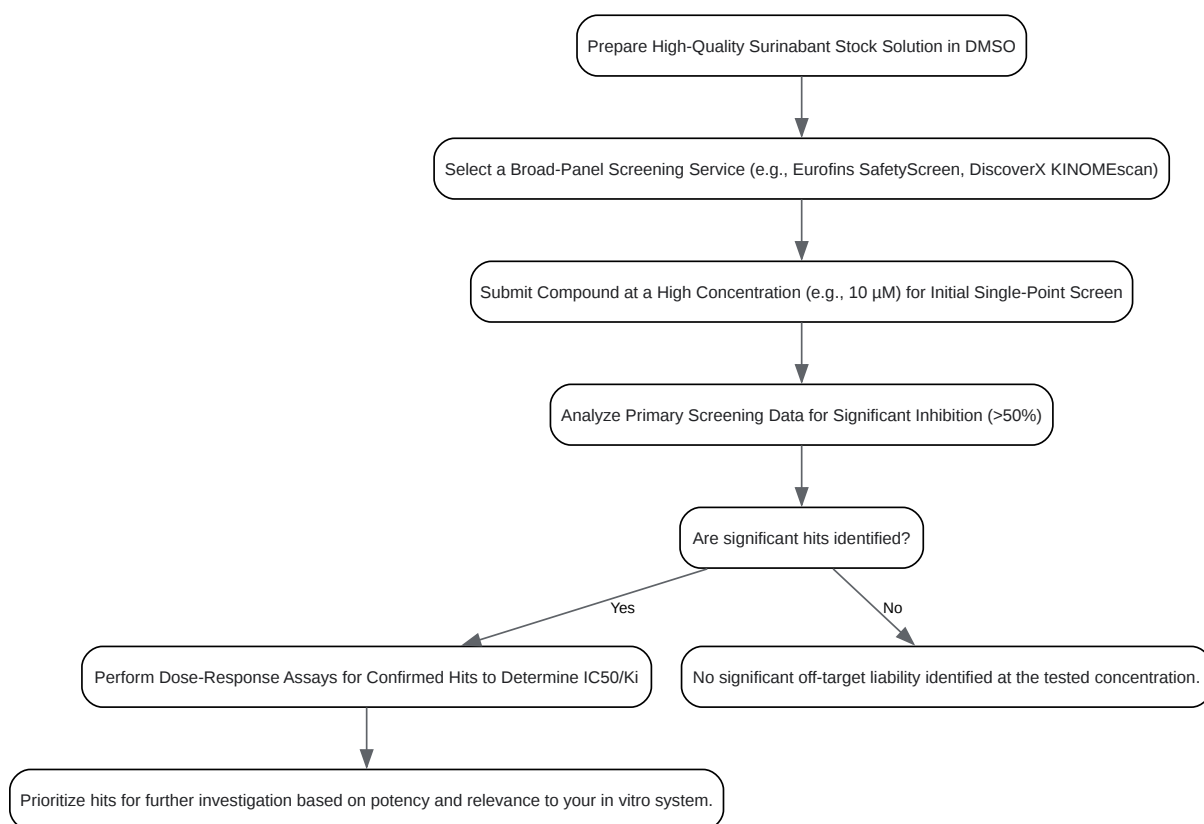 Prepare High-Quality Surinabant Stock Solution in DMSO
Select a Broad-Panel Screening Service (e.g., Eurofins SafetyScreen, DiscoverX KINOMEscan)
Submit Compound at a High Concentration (e.g., 10 µM) for Initial Single-Point Screen
Analyze Primary Screening Data for Significant Inhibition (>50%)
Are significant hits identified?
Yes
No
Perform Dose-Response Assays for Confirmed Hits to Determine IC50/Ki
No significant off-target liability identified at the tested concentration.
Prioritize hits for further investigation based on potency and relevance to your in vitro system.